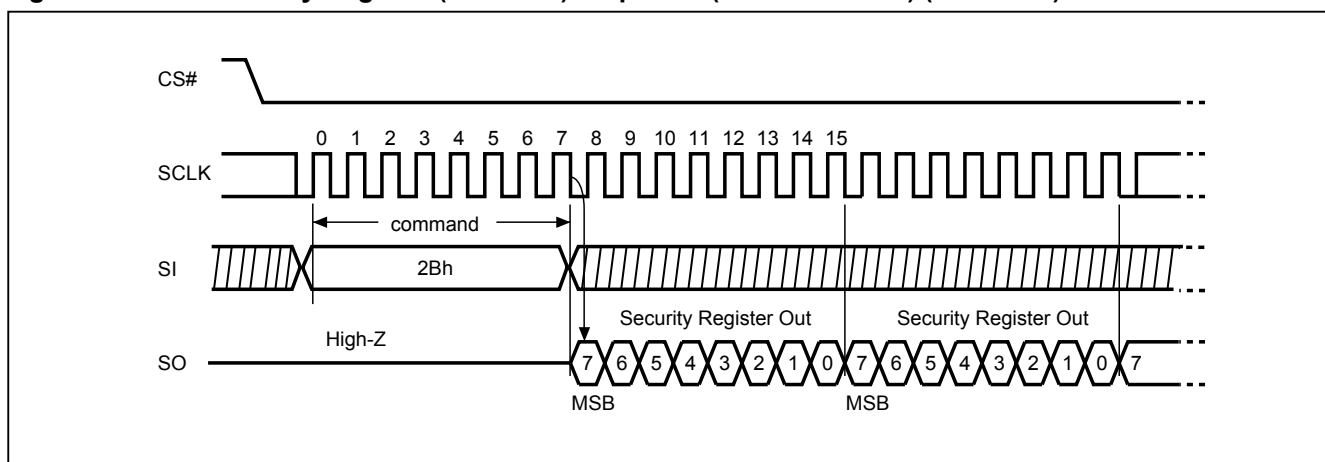 CS#
0 1 2 3 4 5 6 7 8 9 10 11 12 13 14 15
SCLK
command
SI
2Bh
Security Register Out Security Register Out
High-Z
SO
7 6 5 4 3 2 1 0 7 6 5 4 3 2 1 0 7
MSB MSB